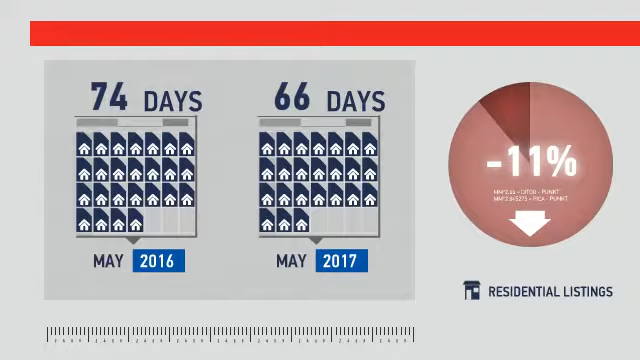 74 DAYS
66 DAYS
MAY 2016
MAY 2017
-11%
RESIDENTIAL LISTINGS